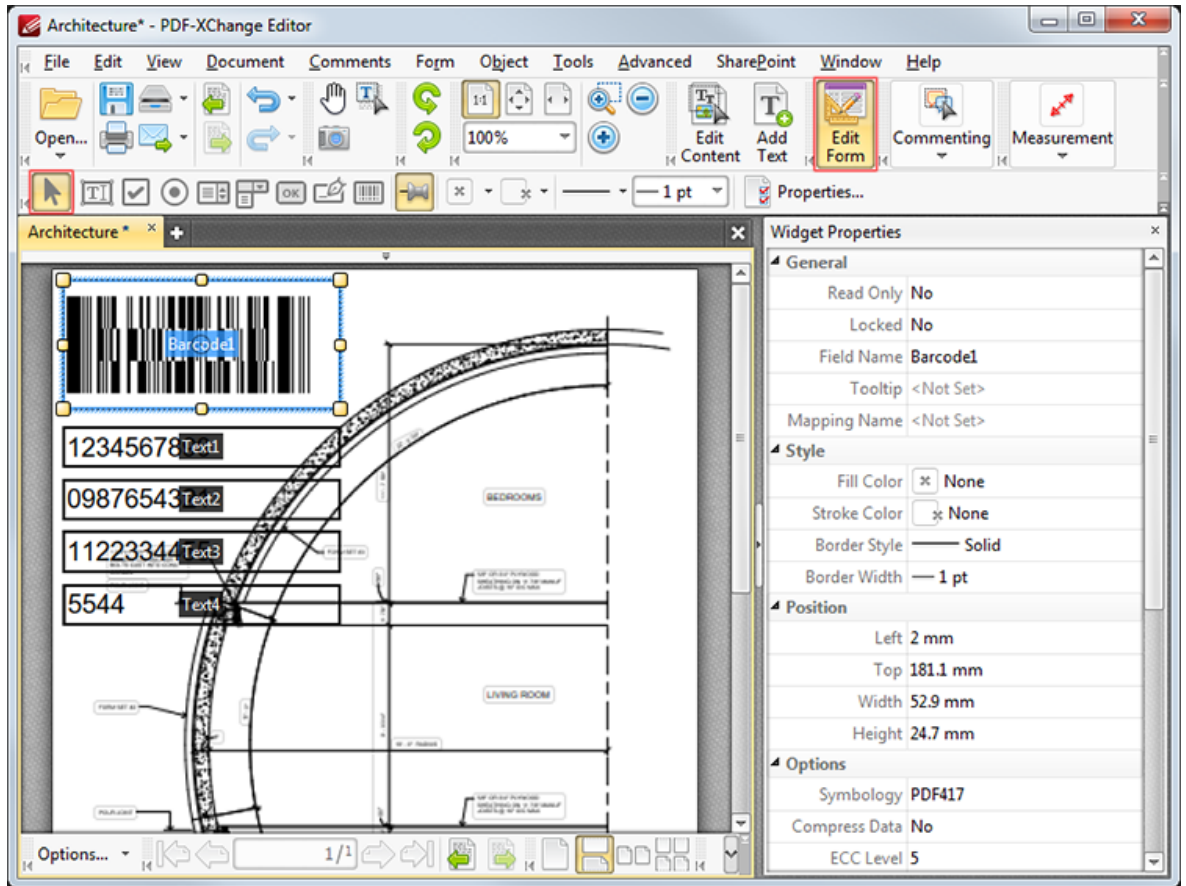 Architecture* - PDF-XChange Editor
File Edit View Document Comments Form Object Tools Advanced SharePoint Window Help
Open... 1:1 100% Edit Content Add Text Edit Form Commenting Measurement
OK 1 pt Properties...
Architecture *
Widget Properties
General
Read Only No
Locked No
Field Name Barcode1
Tooltip <Not Set>
Mapping Name <Not Set>
Style
Fill Color None
Stroke Color None
Border Style Solid
Border Width 1 pt
Position
Left 2 mm
Top 181.1 mm
Width 52.9 mm
Height 24.7 mm
Options
Symbology PDF417
Compress Data No
ECC Level 5
Barcode1
Text1
Text2
Text3
5544 Text4
BEDROOMS
LIVING ROOM
Options... 1/1